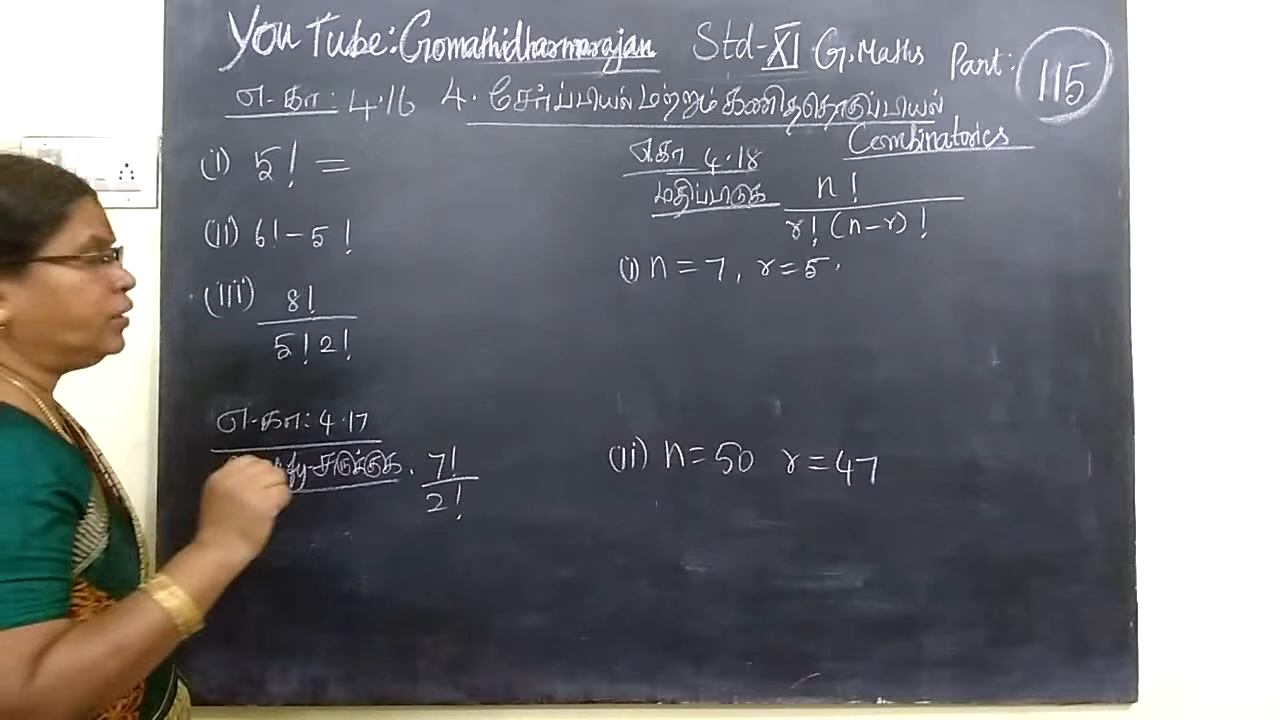 YouTube:Gomathidharmarajan Std-XI G.Maths Part: 115
எ.கா: 4.16 4. சேர்ப்பியல் மற்றும் கணிதத்தொகுப்பியல்
Combinatorics
(i) 5! =
(ii) 6! – 5!
(iii) 8!
5! 2!
எ.கா: 4.17
சுருக்குக. 7!
2!
எ.கா 4.18
மதிப்பிடுக n!
r! (n–r)!
(i) n = 7, r = 5.
(ii) n = 50 r = 47